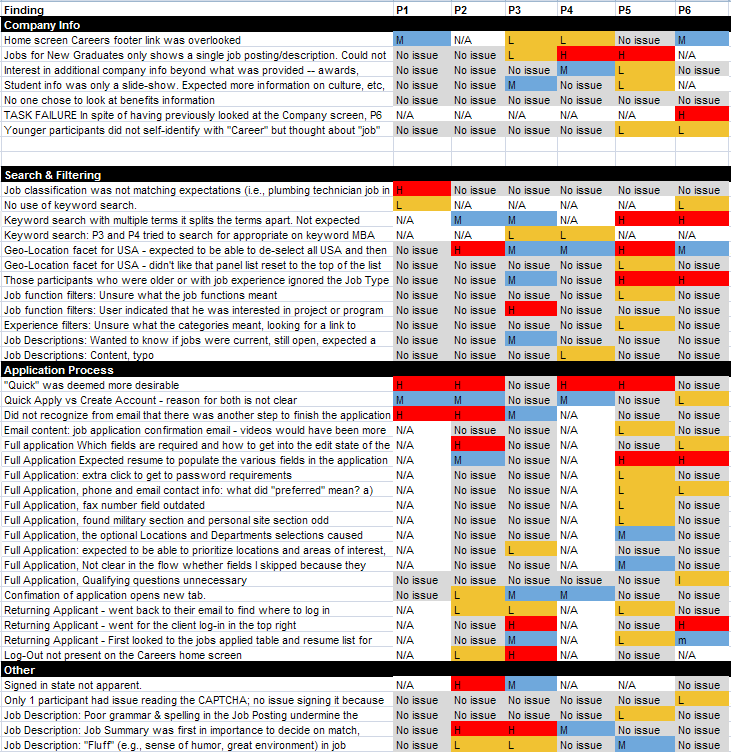 Finding P1 P2 P3 P4 P5 P6
Company Info
Home screen Careers footer link was overlooked M N/A L L No issue M
Jobs for New Graduates only shows a single job posting/description. Could not No issue No issue L H H N/A
Interest in additional company info beyond what was provided -- awards, No issue No issue No issue M L No issue
Student info was only a slide-show. Expected more information on culture, etc, No issue No issue M No issue L N/A
No one chose to look at benefits information No issue No issue No issue No issue No issue No issue
TASK FAILURE In spite of having previously looked at the Company screen, P6 N/A N/A N/A N/A N/A H
Younger participants did not self-identify with "Career" but thought about "job" No issue No issue No issue No issue L L
Search & Filtering
Job classification was not matching expectations (i.e., plumbing technician job in H No issue No issue No issue No issue No issue
No use of keyword search. L N/A N/A N/A N/A L
Keyword search with multiple terms it splits the terms apart. Not expected N/A M M N/A H H
Keyword search: P3 and P4 tried to search for appropriate on keyword MBA N/A N/A L L N/A N/A
Geo-Location facet for USA - expected to be able to de-select all USA and then No issue H M M H M
Geo-Location facet for USA - didn't like that panel list reset to the top of the list No issue No issue No issue No issue L No issue
Those participants who were older or with job experience ignored the Job Type No issue No issue M No issue H H
Job function filters: Unsure what the job functions meant No issue No issue No issue No issue L No issue
Job function filters: User indicated that he was interested in project or program No issue No issue H No issue No issue No issue
Experience filters: Unsure what the categories meant, looking for a link to No issue No issue No issue No issue L No issue
Job Descriptions: Wanted to know if jobs were current, still open, expected a No issue No issue M No issue No issue No issue
Job Descriptions: Content, typo No issue No issue No issue L No issue No issue
Application Process
"Quick" was deemed more desirable H H No issue H H No issue
Quick Apply vs Create Account - reason for both is not clear M M No issue M No issue L
Did not recognize from email that there was another step to finish the application H H M N/A No issue No issue
Email content: job application confirmation email - videos would have been more N/A No issue No issue N/A L No issue
Full application Which fields are required and how to get into the edit state of the N/A H No issue N/A No issue L
Full Application Expected resume to populate the various fields in the application N/A M No issue N/A H H
Full Application: extra click to get to password requirements N/A No issue No issue N/A L No issue
Full Application, phone and email contact info: what did "preferred" mean? a) N/A No issue No issue N/A L L
Full Application, fax number field outdated N/A No issue No issue N/A L No issue
Full Application, found military section and personal site section odd N/A No issue No issue N/A L No issue
Full Application, the optional Locations and Departments selections caused N/A No issue No issue N/A M No issue
Full Application: expected to be able to prioritize locations and areas of interest, N/A No issue L N/A No issue No issue
Full Application, Not clear in the flow whether fields I skipped because they N/A No issue No issue N/A M No issue
Full Application, Qualifying questions unnecessary No issue No issue No issue No issue No issue l
Confimation of application opens new tab. No issue L M M No issue No issue
Returning Applicant - went back to their email to find where to log in N/A L L N/A L No issue
Returning Applicant - went for the client log-in in the top right N/A No issue H N/A No issue H
Returning Applicant - First looked to the jobs applied table and resume list for N/A No issue M N/A L m
Log-Out not present on the Careers home screen N/A L H N/A No issue N/A
Other
Signed in state not apparent. N/A H M N/A N/A No issue
Only 1 participant had issue reading the CAPTCHA; no issue signing it because No issue No issue No issue No issue No issue L
Job Description: Poor grammar & spelling in the Job Posting undermine the No issue No issue No issue No issue L No issue
Job Description: Job Summary was first in importance to decide on match, No issue H H M No issue No issue
Job Description: "Fluff" (e.g., sense of humor, great environment) in job No issue L L No issue M No issue